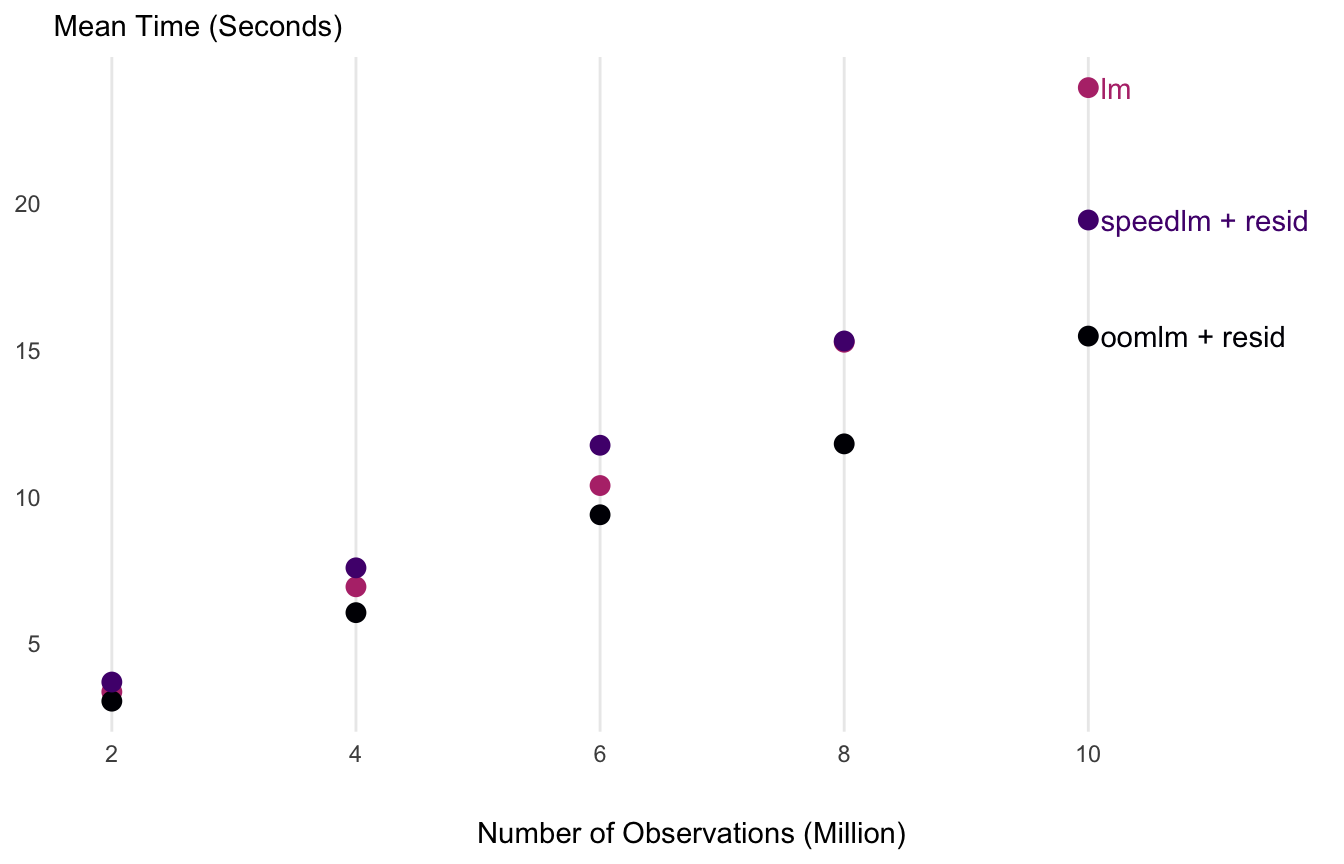 Mean Time (Seconds)
lm
20
speedlm + resid
15
oomlm + resid
10
5
2 4 6 8 10
Number of Observations (Million)